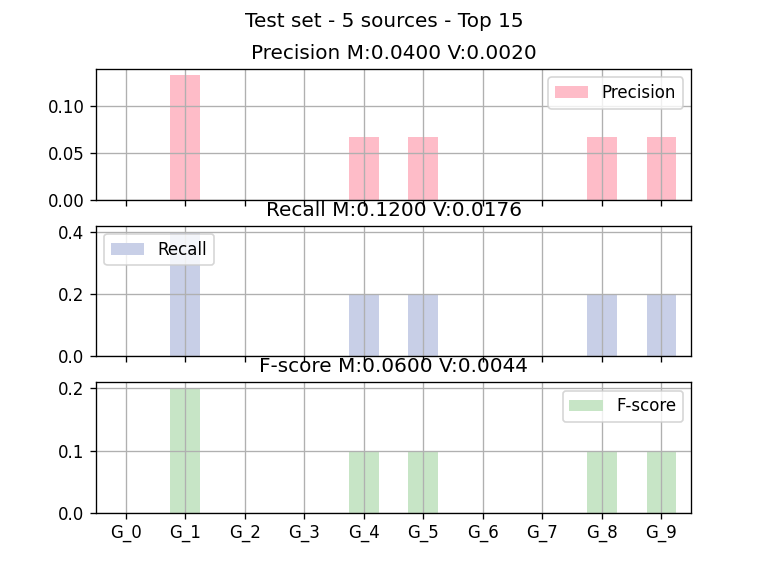 Test set - 5 sources - Top 15
Precision M:0.0400 V:0.0020
0.10
0.05
0.00
Precision
Recall M:0.1200 V:0.0176
0.4
0.2
0.0
Recall
F-score M:0.0600 V:0.0044
0.2
0.1
0.0
F-score
G_0 G_1 G_2 G_3 G_4 G_5 G_6 G_7 G_8 G_9